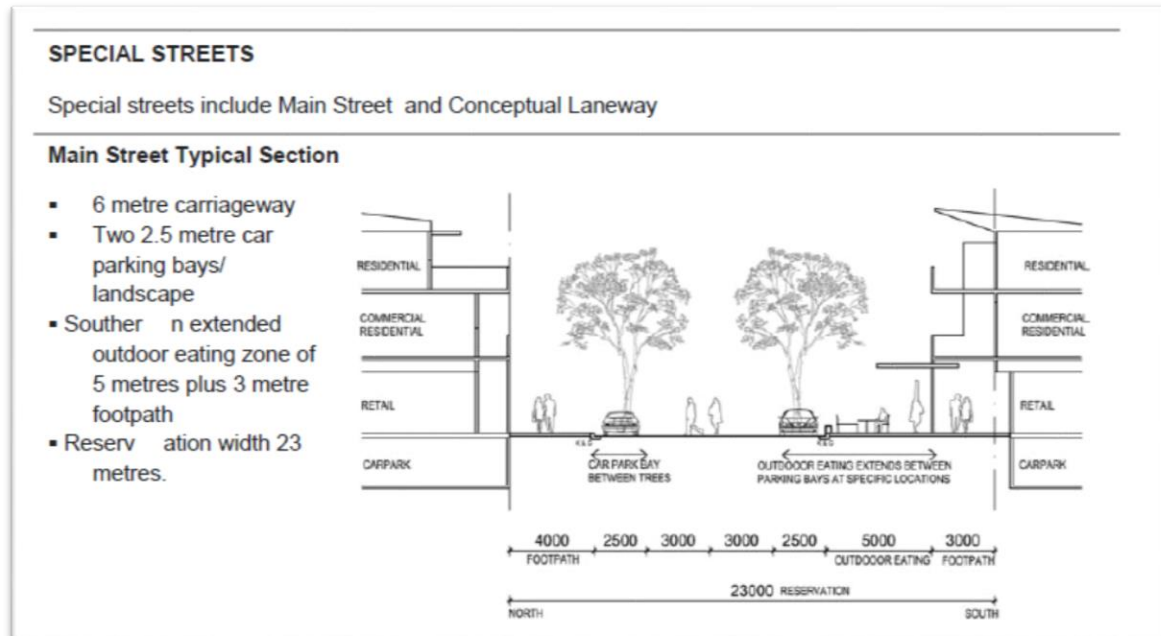 SPECIAL STREETS
Special streets include Main Street and Conceptual Laneway
Main Street Typical Section
▪ 6 metre carriageway
▪ Two 2.5 metre car
parking bays/
landscape
▪ Souther n extended
outdoor eating zone of
5 metres plus 3 metre
footpath
▪ Reserv ation width 23
metres.
RESIDENTIAL
COMMERCIAL
RESIDENTIAL
RETAIL
CARPARK
K&G
CAR PARK BAY
BETWEEN TREES
K&G
OUTDOOOR EATING EXTENDS BETWEEN
PARKING BAYS AT SPECIFIC LOCATIONS
RESIDENTIAL
COMMERCIAL
RESIDENTIAL
RETAIL
CARPARK
4000 2500 3000 3000 2500 5000 3000
FOOTPATH OUTDOOOR EATING FOOTPATH
23000 RESERVATION
NORTH SOUTH